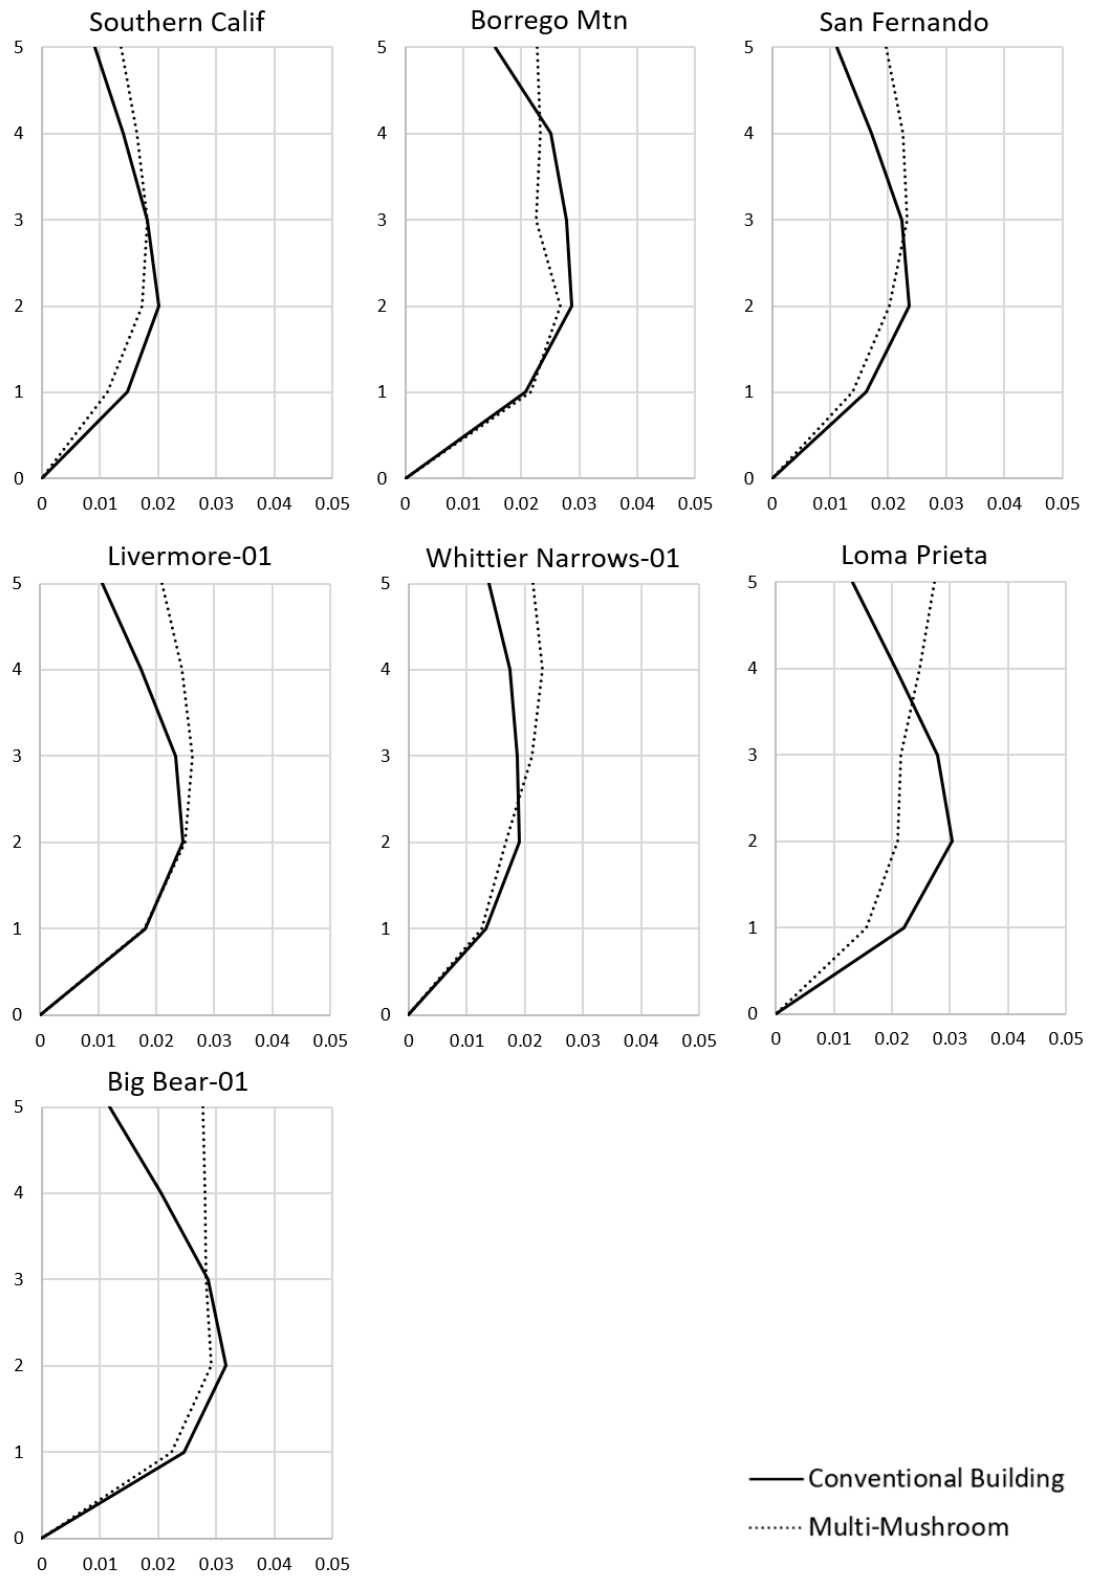 Southern Calif
5
4
3
2
1
0
0 0.01 0.02 0.03 0.04 0.05
Borrego Mtn
5
4
3
2
1
0
0 0.01 0.02 0.03 0.04 0.05
San Fernando
5
4
3
2
1
0
0 0.01 0.02 0.03 0.04 0.05
Livermore-01
5
4
3
2
1
0
0 0.01 0.02 0.03 0.04 0.05
Whittier Narrows-01
5
4
3
2
1
0
0 0.01 0.02 0.03 0.04 0.05
Loma Prieta
5
4
3
2
1
0
0 0.01 0.02 0.03 0.04 0.05
Big Bear-01
5
4
3
2
1
0
0 0.01 0.02 0.03 0.04 0.05
Conventional Building
Multi-Mushroom